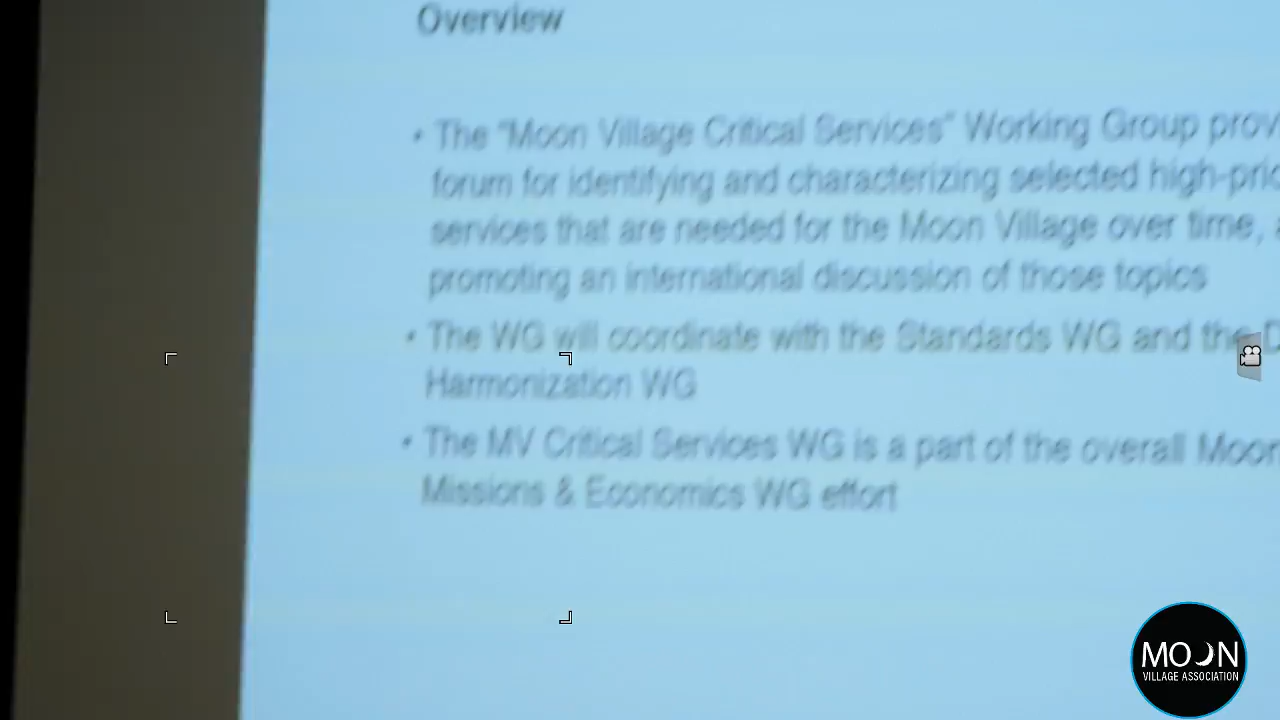 Overview
• The "Moon Village Critical Services" Working Group prov
forum for identifying and characterizing selected high-prio
services that are needed for the Moon Village over time,
promoting an international discussion of those topics
• The WG will coordinate with the Standards WG and the D
Harmonization WG
• The MV Critical Services WG is a part of the overall Moon
Missions & Economics WG effort
MOON
VILLAGE ASSOCIATION